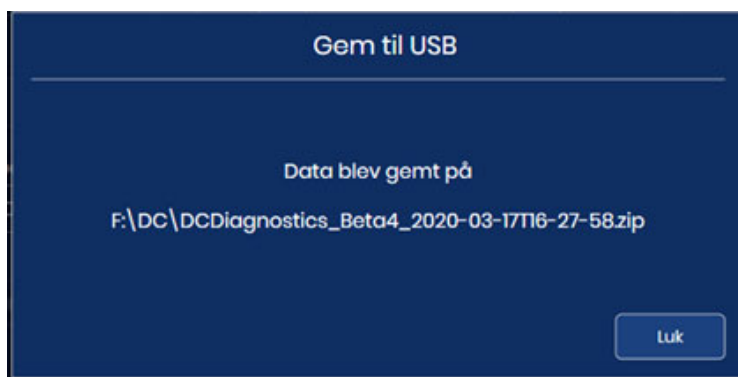 Gem til USB
Data blev gemt på
F:\DC\DCDiagnostics_Beta4_2020-03-17T16-27-58.zip
Luk